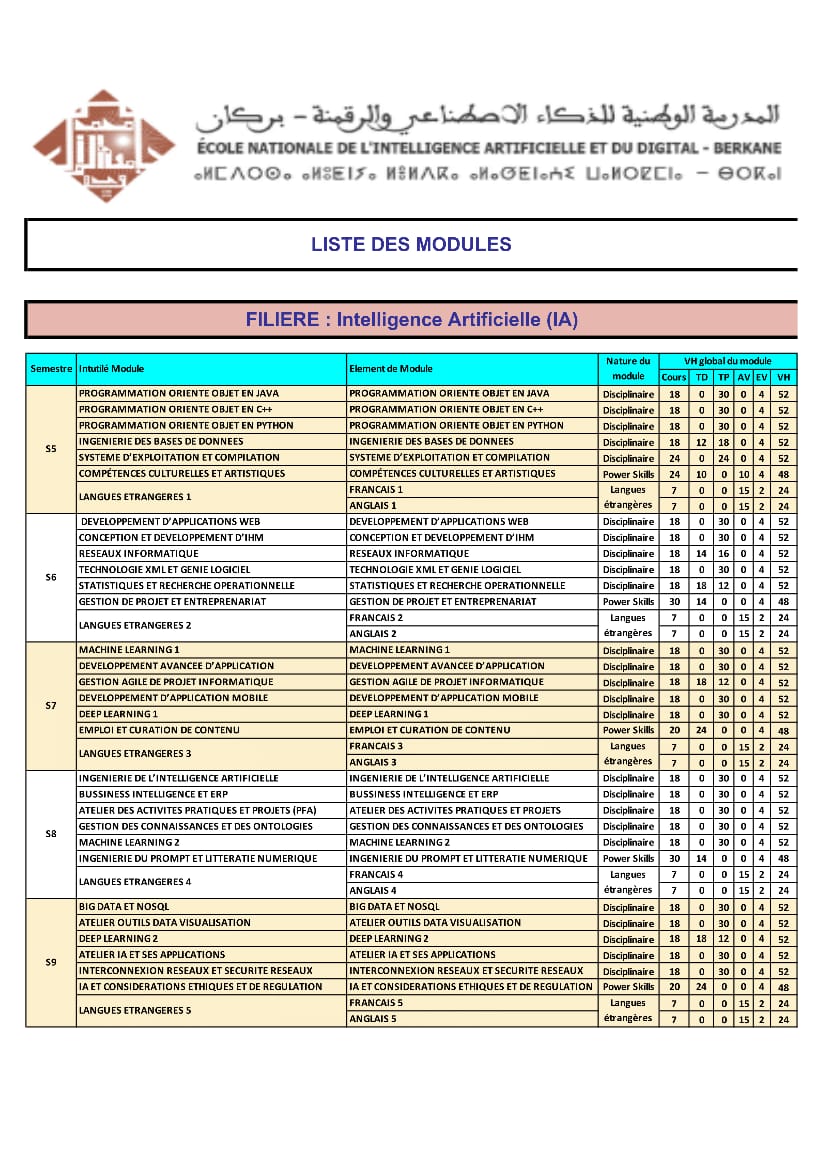 المدرسة الوطنية للذكاء الاصطناعي والرقمنة – بركان
ÉCOLE NATIONALE DE L'INTELLIGENCE ARTIFICIELLE ET DU DIGITAL - BERKANE
LISTE DES MODULES
FILIERE : Intelligence Artificielle (IA)
Semestre Intutilé Module Element de Module Nature du module VH global du module
Cours TD TP AV EV VH
S5
PROGRAMMATION ORIENTE OBJET EN JAVA PROGRAMMATION ORIENTE OBJET EN JAVA Disciplinaire 18 0 30 0 4 52
PROGRAMMATION ORIENTE OBJET EN C++ PROGRAMMATION ORIENTE OBJET EN C++ Disciplinaire 18 0 30 0 4 52
PROGRAMMATION ORIENTE OBJET EN PYTHON PROGRAMMATION ORIENTE OBJET EN PYTHON Disciplinaire 18 0 30 0 4 52
INGENIERIE DES BASES DE DONNEES INGENIERIE DES BASES DE DONNEES Disciplinaire 18 12 18 0 4 52
SYSTEME D’EXPLOITATION ET COMPILATION SYSTEME D’EXPLOITATION ET COMPILATION Disciplinaire 24 0 24 0 4 52
COMPÉTENCES CULTURELLES ET ARTISTIQUES COMPÉTENCES CULTURELLES ET ARTISTIQUES Power Skills 24 10 0 10 4 48
LANGUES ETRANGERES 1 FRANCAIS 1 Langues étrangères 7 0 0 15 2 24
ANGLAIS 1 7 0 0 15 2 24
S6
DEVELOPPEMENT D’APPLICATIONS WEB DEVELOPPEMENT D’APPLICATIONS WEB Disciplinaire 18 0 30 0 4 52
CONCEPTION ET DEVELOPPEMENT D’IHM CONCEPTION ET DEVELOPPEMENT D’IHM Disciplinaire 18 0 30 0 4 52
RESEAUX INFORMATIQUE RESEAUX INFORMATIQUE Disciplinaire 18 14 16 0 4 52
TECHNOLOGIE XML ET GENIE LOGICIEL TECHNOLOGIE XML ET GENIE LOGICIEL Disciplinaire 18 0 30 0 4 52
STATISTIQUES ET RECHERCHE OPERATIONNELLE STATISTIQUES ET RECHERCHE OPERATIONNELLE Disciplinaire 18 18 12 0 4 52
GESTION DE PROJET ET ENTREPRENARIAT GESTION DE PROJET ET ENTREPRENARIAT Power Skills 30 14 0 0 4 48
LANGUES ETRANGERES 2 FRANCAIS 2 Langues étrangères 7 0 0 15 2 24
ANGLAIS 2 7 0 0 15 2 24
S7
MACHINE LEARNING 1 MACHINE LEARNING 1 Disciplinaire 18 0 30 0 4 52
DEVELOPPEMENT AVANCEE D’APPLICATION DEVELOPPEMENT AVANCEE D’APPLICATION Disciplinaire 18 0 30 0 4 52
GESTION AGILE DE PROJET INFORMATIQUE GESTION AGILE DE PROJET INFORMATIQUE Disciplinaire 18 18 12 0 4 52
DEVELOPPEMENT D’APPLICATION MOBILE DEVELOPPEMENT D’APPLICATION MOBILE Disciplinaire 18 0 30 0 4 52
DEEP LEARNING 1 DEEP LEARNING 1 Disciplinaire 18 0 30 0 4 52
EMPLOI ET CURATION DE CONTENU EMPLOI ET CURATION DE CONTENU Power Skills 20 24 0 0 4 48
LANGUES ETRANGERES 3 FRANCAIS 3 Langues étrangères 7 0 0 15 2 24
ANGLAIS 3 7 0 0 15 2 24
S8
INGENIERIE DE L’INTELLIGENCE ARTIFICIELLE INGENIERIE DE L’INTELLIGENCE ARTIFICIELLE Disciplinaire 18 0 30 0 4 52
BUSSINESS INTELLIGENCE ET ERP BUSSINESS INTELLIGENCE ET ERP Disciplinaire 18 0 30 0 4 52
ATELIER DES ACTIVITES PRATIQUES ET PROJETS (PFA) ATELIER DES ACTIVITES PRATIQUES ET PROJETS Disciplinaire 18 0 30 0 4 52
GESTION DES CONNAISSANCES ET DES ONTOLOGIES GESTION DES CONNAISSANCES ET DES ONTOLOGIES Disciplinaire 18 0 30 0 4 52
MACHINE LEARNING 2 MACHINE LEARNING 2 Disciplinaire 18 0 30 0 4 52
INGENIERIE DU PROMPT ET LITTERATIE NUMERIQUE INGENIERIE DU PROMPT ET LITTERATIE NUMERIQUE Power Skills 30 14 0 0 4 48
LANGUES ETRANGERES 4 FRANCAIS 4 Langues étrangères 7 0 0 15 2 24
ANGLAIS 4 7 0 0 15 2 24
S9
BIG DATA ET NOSQL BIG DATA ET NOSQL Disciplinaire 18 0 30 0 4 52
ATELIER OUTILS DATA VISUALISATION ATELIER OUTILS DATA VISUALISATION Disciplinaire 18 0 30 0 4 52
DEEP LEARNING 2 DEEP LEARNING 2 Disciplinaire 18 18 12 0 4 52
ATELIER IA ET SES APPLICATIONS ATELIER IA ET SES APPLICATIONS Disciplinaire 18 0 30 0 4 52
INTERCONNEXION RESEAUX ET SECURITE RESEAUX INTERCONNEXION RESEAUX ET SECURITE RESEAUX Disciplinaire 18 0 30 0 4 52
IA ET CONSIDERATIONS ETHIQUES ET DE REGULATION IA ET CONSIDERATIONS ETHIQUES ET DE REGULATION Power Skills 20 24 0 0 4 48
LANGUES ETRANGERES 5 FRANCAIS 5 Langues étrangères 7 0 0 15 2 24
ANGLAIS 5 7 0 0 15 2 24